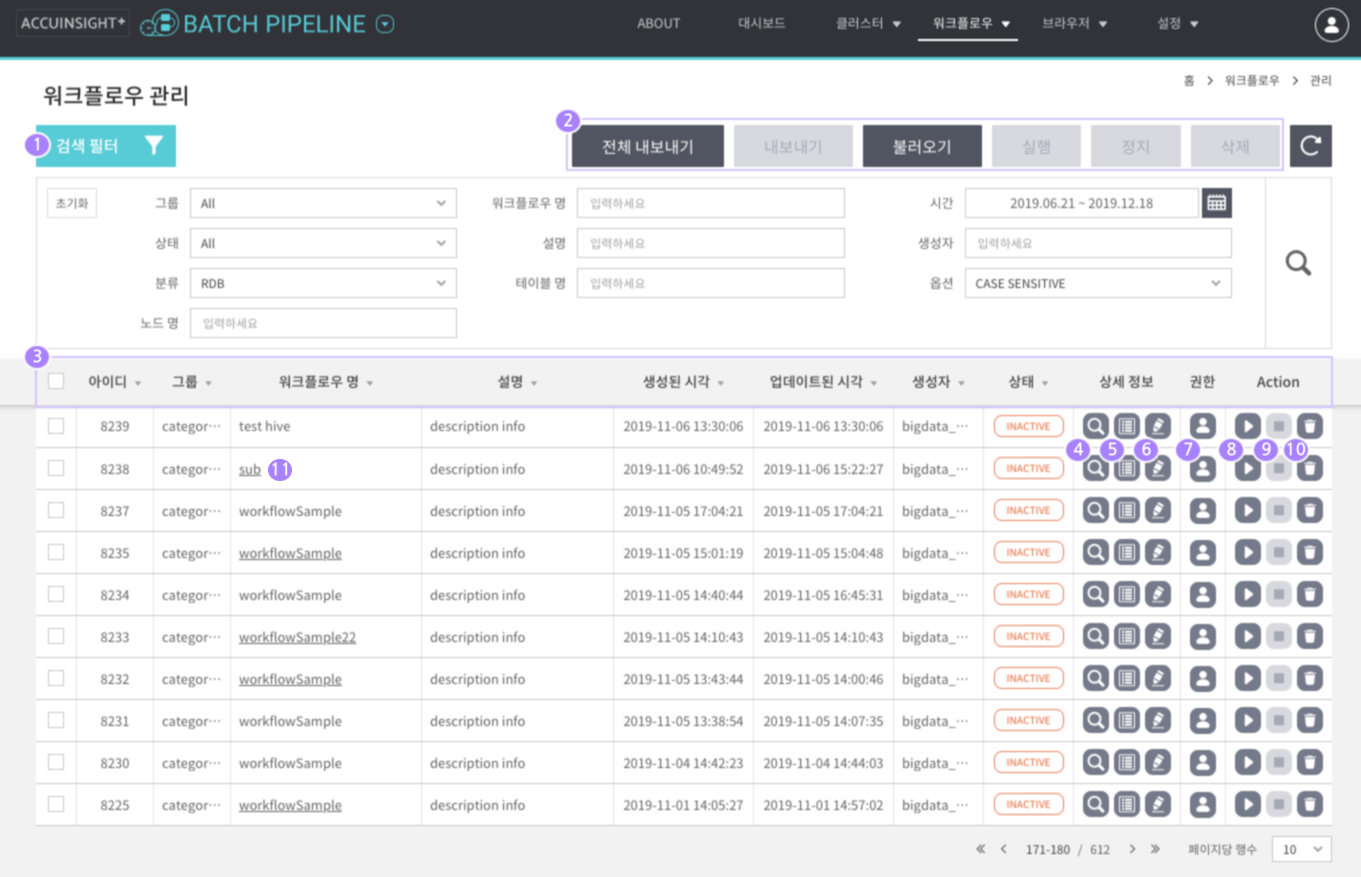 ACCUINSIGHT+ BATCH PIPELINE ABOUT 대시보드 클러스터 워크플로우 브라우저 설정
홈 > 워크플로우 > 관리
워크플로우 관리
1 검색 필터 2 전체 내보내기 내보내기 불러오기 실행 정지 삭제
초기화 그룹 All 워크플로우 명 입력하세요 시간 2019.06.21 ~ 2019.12.18
상태 All 설명 입력하세요 생성자 입력하세요
분류 RDB 테이블 명 입력하세요 옵션 CASE SENSITIVE
노드 명 입력하세요
3
아이디 그룹 워크플로우 명 설명 생성된 시각 업데이트된 시각 생성자 상태 상세 정보 권한 Action
8239 categor··· test hive description info 2019-11-06 13:30:06 2019-11-06 13:30:06 bigdata_··· INACTIVE
4 5 6 7 8 9 10
8238 categor··· sub 11 description info 2019-11-06 10:49:52 2019-11-06 15:22:27 bigdata_··· INACTIVE
8237 categor··· workflowSample description info 2019-11-05 17:04:21 2019-11-05 17:04:21 bigdata_··· INACTIVE
8235 categor··· workflowSample description info 2019-11-05 15:01:19 2019-11-05 15:04:48 bigdata_··· INACTIVE
8234 categor··· workflowSample description info 2019-11-05 14:40:44 2019-11-05 16:45:31 bigdata_··· INACTIVE
8233 categor··· workflowSample22 description info 2019-11-05 14:10:43 2019-11-05 14:10:43 bigdata_··· INACTIVE
8232 categor··· workflowSample description info 2019-11-05 13:43:44 2019-11-05 14:00:46 bigdata_··· INACTIVE
8231 categor··· workflowSample description info 2019-11-05 13:38:54 2019-11-05 14:07:35 bigdata_··· INACTIVE
8230 categor··· workflowSample description info 2019-11-04 14:42:23 2019-11-04 14:44:03 bigdata_··· INACTIVE
8225 categor··· workflowSample description info 2019-11-01 14:05:27 2019-11-01 14:57:02 bigdata_··· INACTIVE
« < 171-180 / 612 > » 페이지당 행수 10